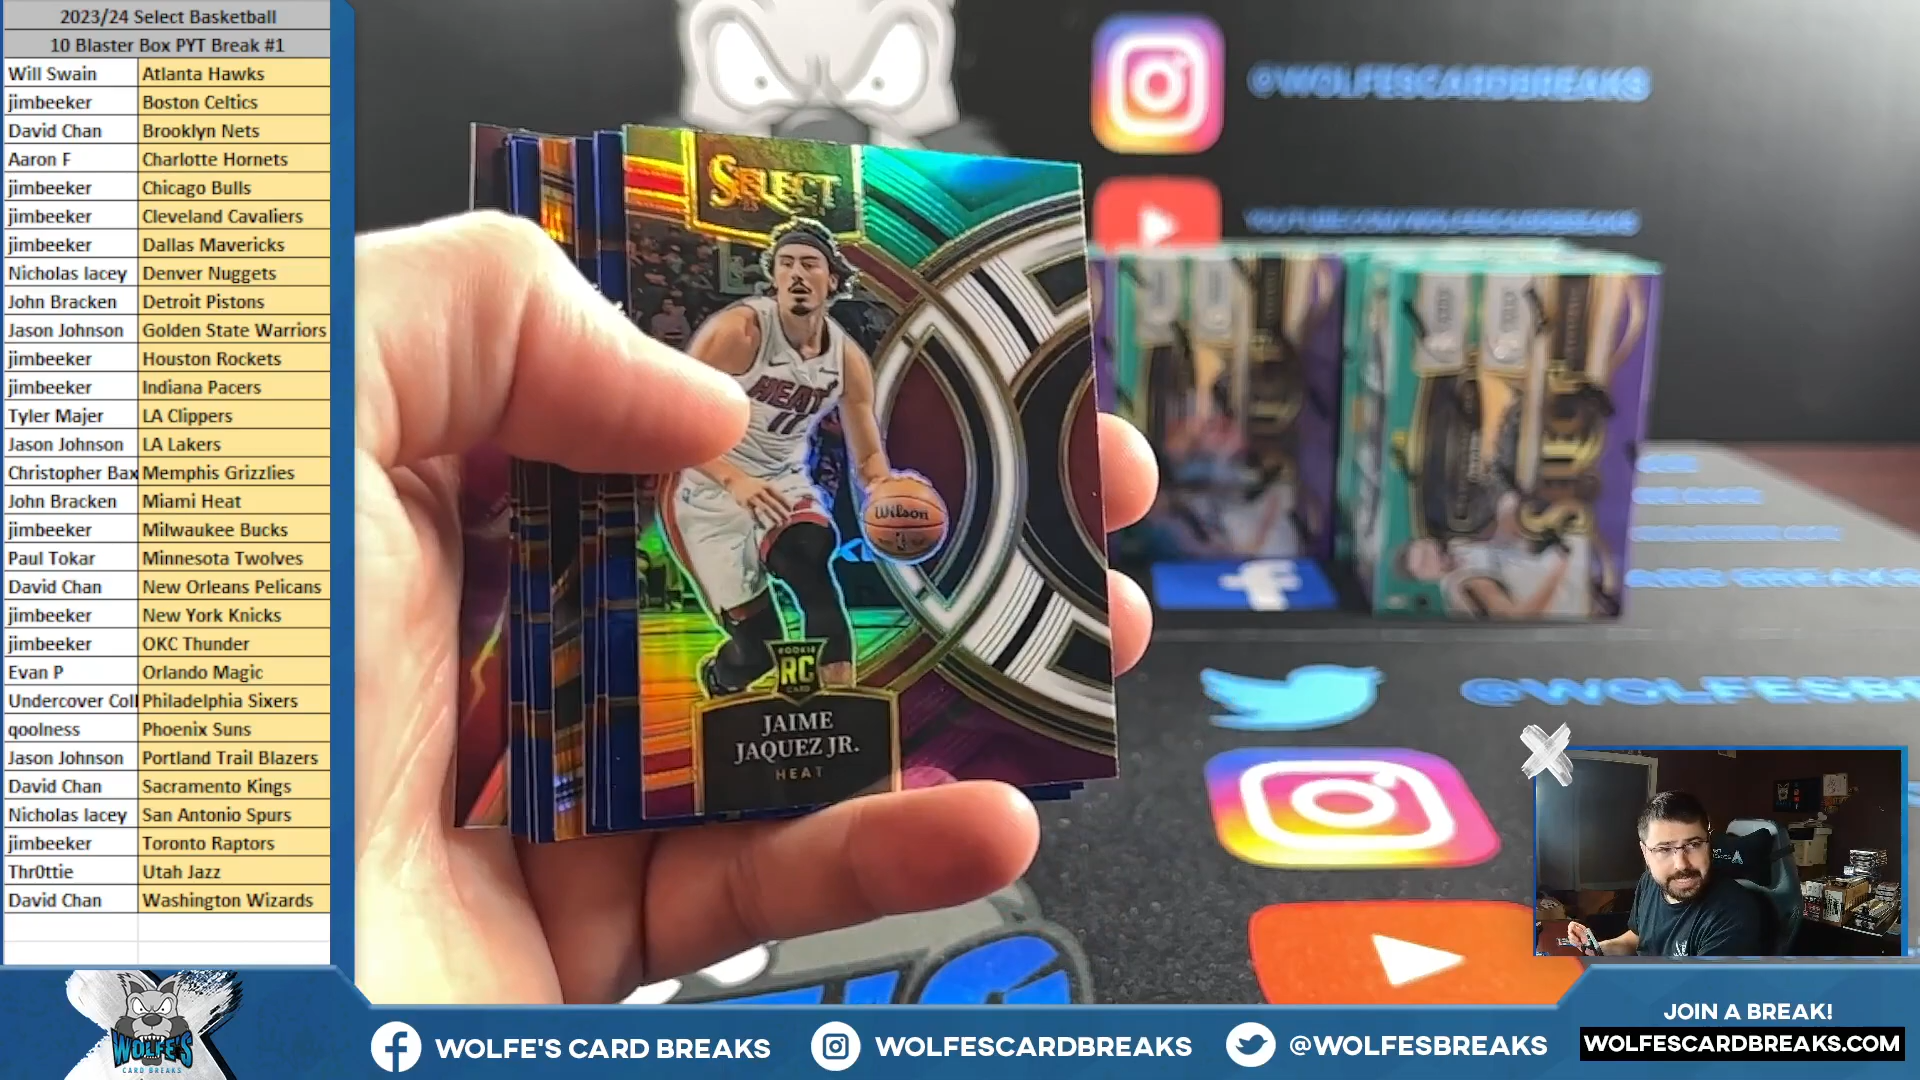 2023/24 Select Basketball
10 Blaster Box PYT Break #1
Will Swain Atlanta Hawks
jimbeeker Boston Celtics
David Chan Brooklyn Nets
Aaron F Charlotte Hornets
jimbeeker Chicago Bulls
jimbeeker Cleveland Cavaliers
jimbeeker Dallas Mavericks
Nicholas lacey Denver Nuggets
John Bracken Detroit Pistons
Jason Johnson Golden State Warriors
jimbeeker Houston Rockets
jimbeeker Indiana Pacers
Tyler Majer LA Clippers
Jason Johnson LA Lakers
Christopher Bax Memphis Grizzlies
John Bracken Miami Heat
jimbeeker Milwaukee Bucks
Paul Tokar Minnesota Twolves
David Chan New Orleans Pelicans
jimbeeker New York Knicks
jimbeeker OKC Thunder
Evan P Orlando Magic
Undercover Coll Philadelphia Sixers
qoolness Phoenix Suns
Jason Johnson Portland Trail Blazers
David Chan Sacramento Kings
Nicholas lacey San Antonio Spurs
jimbeeker Toronto Raptors
Thr0ttie Utah Jazz
David Chan Washington Wizards
SELECT
HEAT
11
Wilson
ROOKIE
RC
CARD
JAIME
JAQUEZ JR.
HEAT
@WOLFESCARDBREAKS
YOUTUBE.COM/WOLFESCARDBREAKS
SELECT
@WOLFESBR
WOLFE'S
CARD BREAKS
WOLFE'S CARD BREAKS
WOLFESCARDBREAKS
@WOLFESBREAKS
JOIN A BREAK!
WOLFESCARDBREAKS.COM